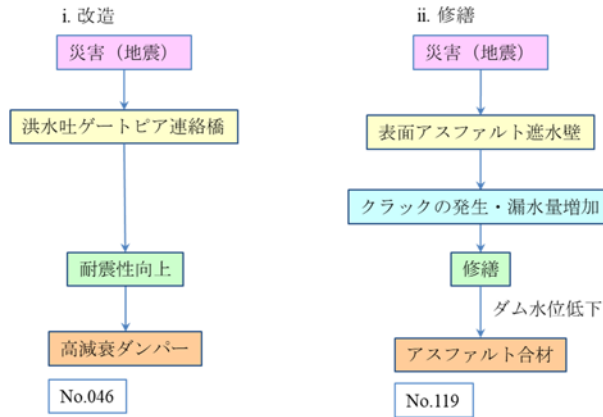 i. 改造
災害（地震）
洪水吐ゲートピア連絡橋
耐震性向上
高減衰ダンパー
No.046
ii. 修繕
災害（地震）
表面アスファルト遮水壁
クラックの発生・漏水量増加
修繕
ダム水位低下
アスファルト合材
No.119